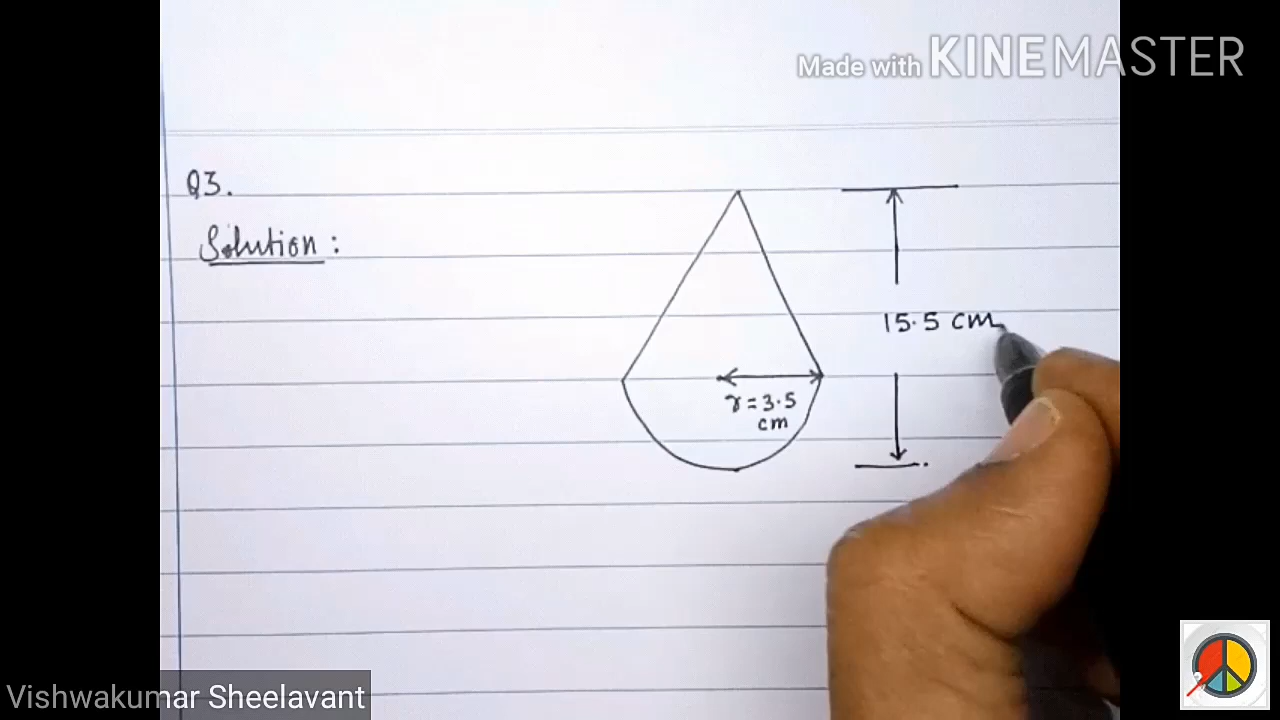 Made with KINEMASTER
Q3.
Solution :
15.5 cm
r = 3.5
cm
Vishwakumar Sheelavant